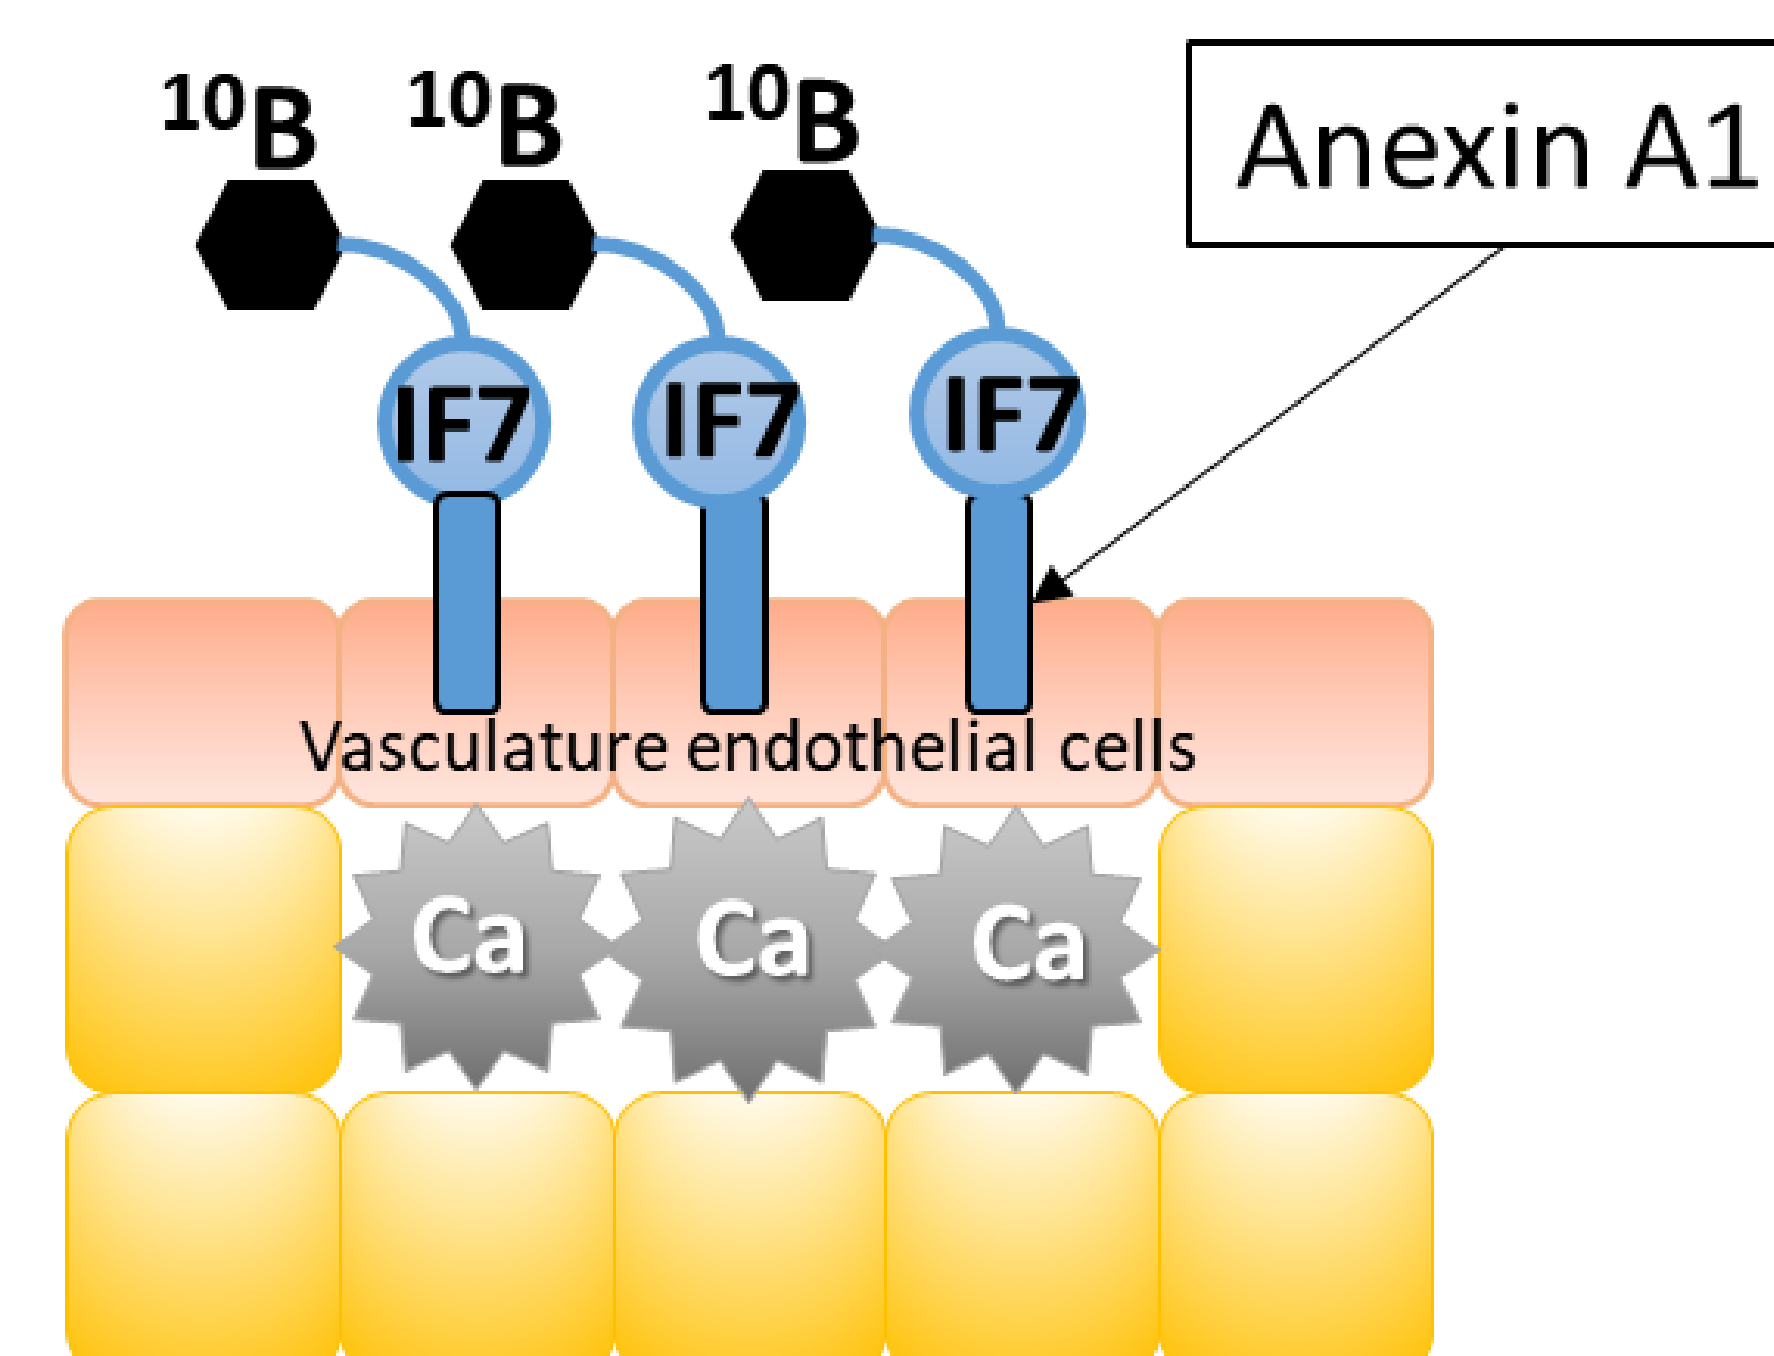 ¹⁰B ¹⁰B ¹⁰B
Anexin A1
IF7 IF7 IF7
Vasculature endothelial cells
Ca Ca Ca